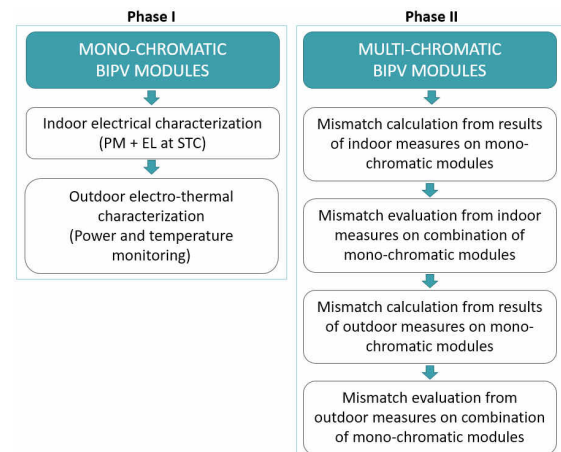 Phase I
MONO-CHROMATIC
BIPV MODULES
Indoor electrical characterization
(PM + EL at STC)
Outdoor electro-thermal
characterization
(Power and temperature
monitoring)
Phase II
MULTI-CHROMATIC
BIPV MODULES
Mismatch calculation from results
of indoor measures on mono-
chromatic modules
Mismatch evaluation from indoor
measures on combination of
mono-chromatic modules
Mismatch calculation from results
of outdoor measures on mono-
chromatic modules
Mismatch evaluation from
outdoor measures on combination
of mono-chromatic modules